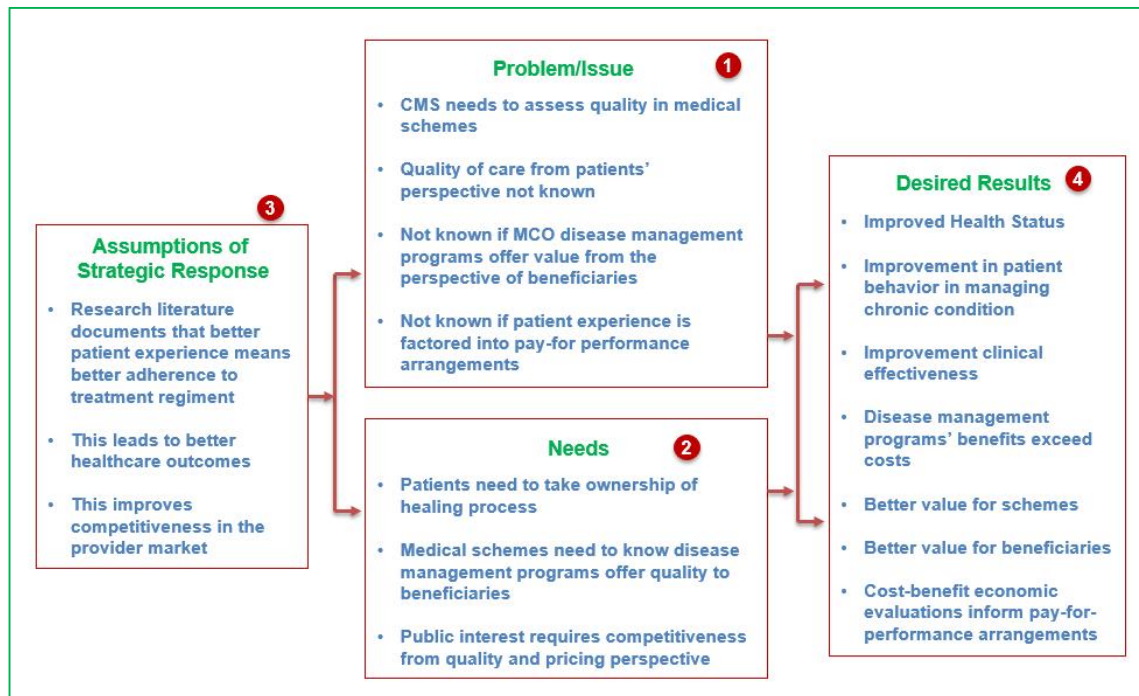 Problem/Issue
1
• CMS needs to assess quality in medical
schemes
• Quality of care from patients'
perspective not known
• Not known if MCO disease management
programs offer value from the
perspective of beneficiaries
• Not known if patient experience is
factored into pay-for performance
arrangements
Needs
2
• Patients need to take ownership of
healing process
• Medical schemes need to know disease
management programs offer quality to
beneficiaries
• Public interest requires competitiveness
from quality and pricing perspective
3
Assumptions of
Strategic Response
• Research literature
documents that better
patient experience means
better adherence to
treatment regiment
• This leads to better
healthcare outcomes
• This improves
competitiveness in the
provider market
Desired Results
4
• Improved Health Status
• Improvement in patient
behavior in managing
chronic condition
• Improvement clinical
effectiveness
• Disease management
programs' benefits exceed
costs
• Better value for schemes
• Better value for beneficiaries
• Cost-benefit economic
evaluations inform pay-for-
performance arrangements